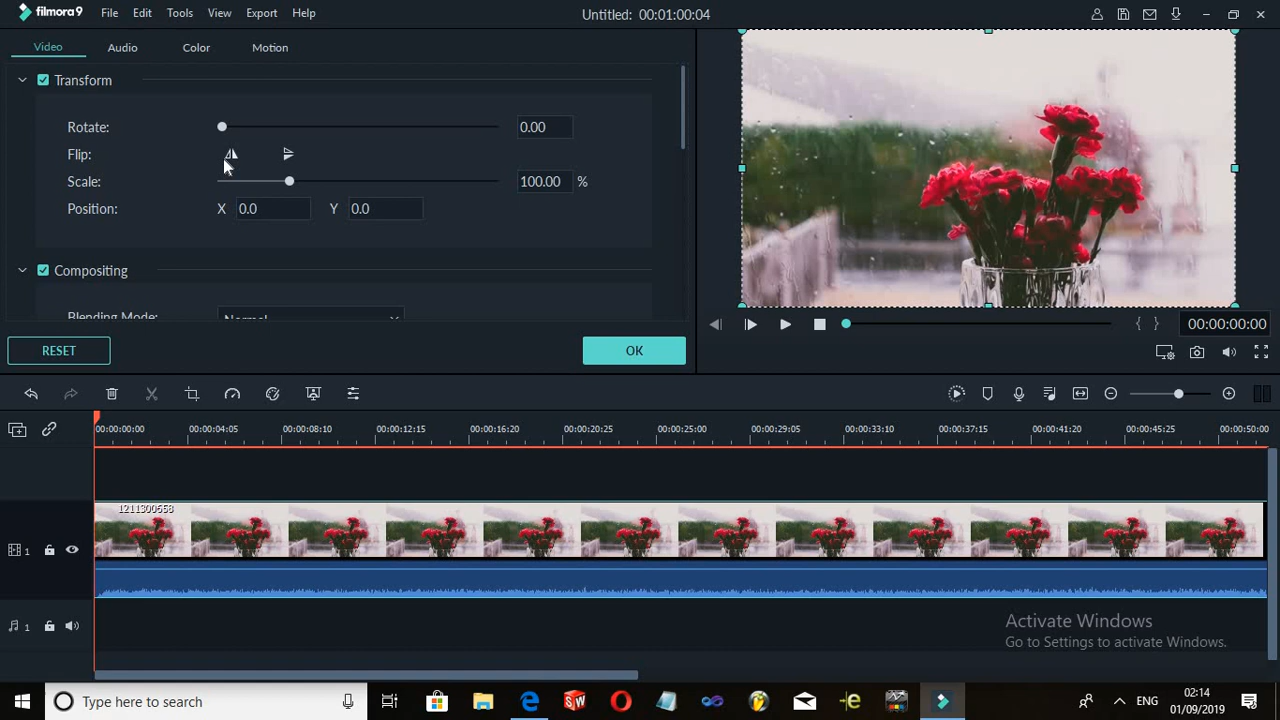 filmora9 File Edit Tools View Export Help Untitled: 00:01:00:04
Video Audio Color Motion
Transform
Rotate: 0.00
Flip:
Scale: 100.00 %
Position: X 0.0 Y 0.0
Compositing
Blending Mode: Normal
RESET OK
00:00:00:00
00:00:00:00 00:00:04:05 00:00:08:10 00:00:12:15 00:00:16:20 00:00:20:25 00:00:25:00 00:00:29:05 00:00:33:10 00:00:37:15 00:00:41:20 00:00:45:25 00:00:50:00
1211300558
1
1
Activate Windows
Go to Settings to activate Windows.
Type here to search
ENG
02:14
01/09/2019